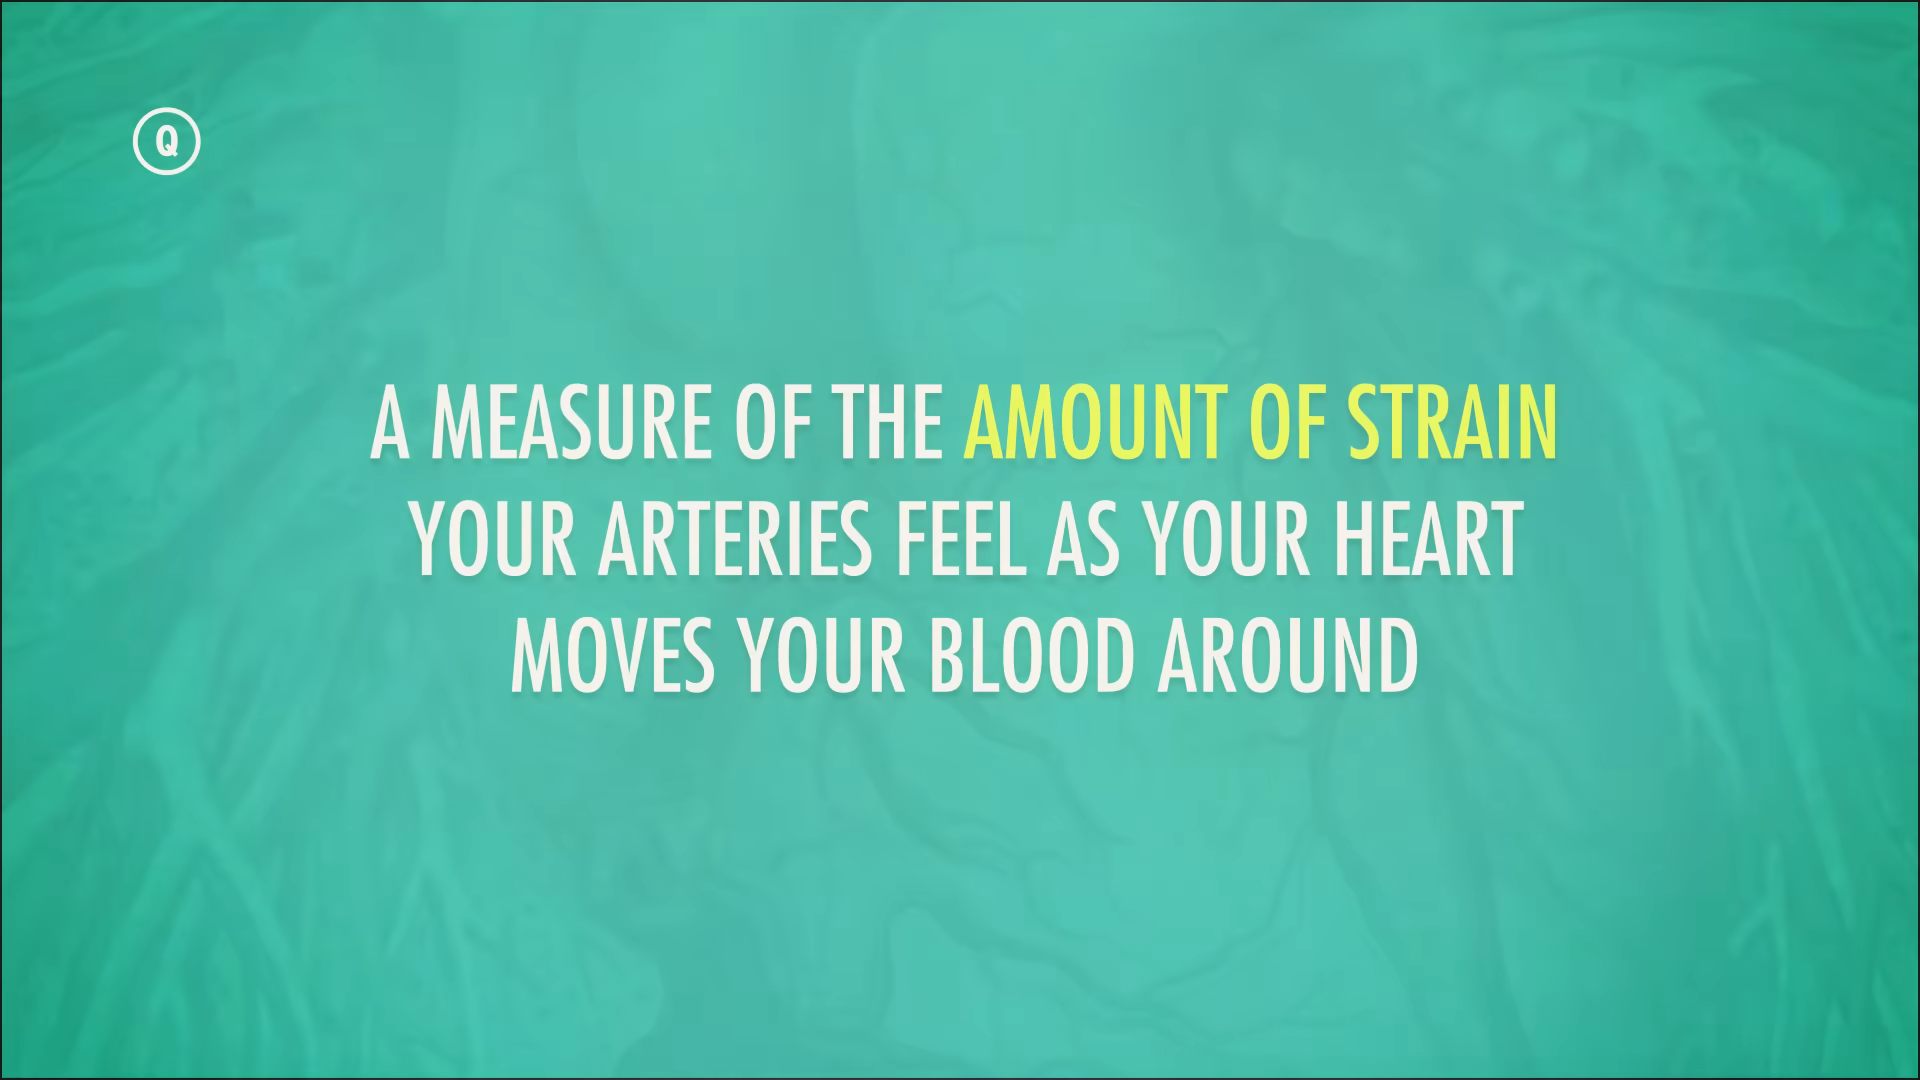 Q
A MEASURE OF THE AMOUNT OF STRAIN
YOUR ARTERIES FEEL AS YOUR HEART
MOVES YOUR BLOOD AROUND